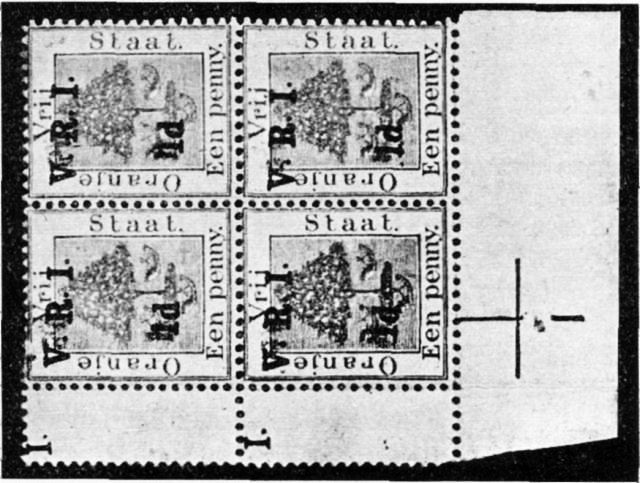 Oranje
Vrij
Staat.
Een penny.
V. R. I.
1d
Oranje
Vrij
Staat.
Een penny.
V. R. I.
1d
Oranje
Vrij
Staat.
Een penny.
V. R. I.
1d
Oranje
Vrij
Staat.
Een penny.
V. R. I.
1d
I.
I.